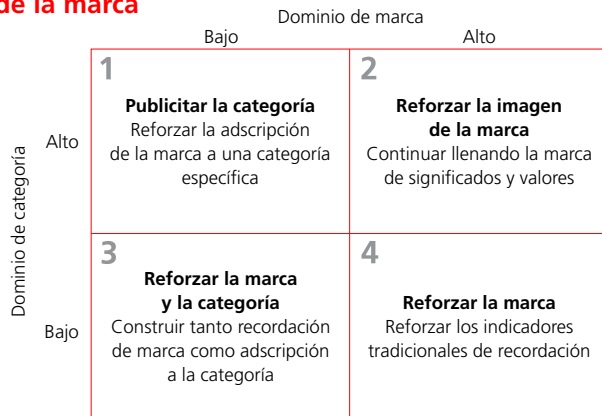 de la marca
Dominio de marca
Bajo
Alto
Dominio de categoría
Alto
1
Publicitar la categoría
Reforzar la adscripción
de la marca a una categoría
específica
2
Reforzar la imagen
de la marca
Continuar llenando la marca
de significados y valores
Bajo
3
Reforzar la marca
y la categoría
Construir tanto recordación
de marca como adscripción
a la categoría
4
Reforzar la marca
Reforzar los indicadores
tradicionales de recordación